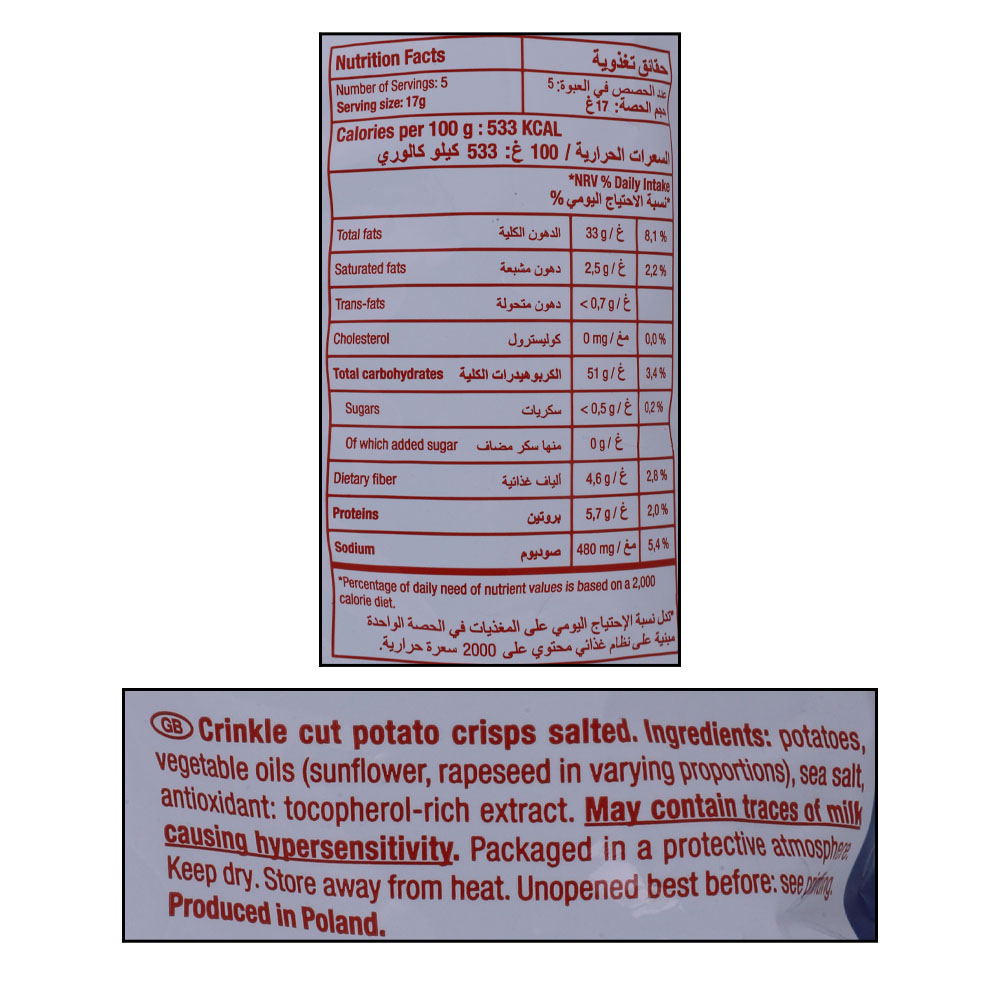 Nutrition Facts حقائق تغذوية
Number of Servings: 5 عدد الحصص في العبوة: 5
Serving size: 17g حجم الحصة: 17 غ
Calories per 100 g : 533 KCAL
السعرات الحرارية / 100 غ: 533 كيلو كالوري
*NRV % Daily Intake
*نسبة الاحتياج اليومي %
Total fats الدهون الكلية 33 g / غ 8,1 %
Saturated fats دهون مشبعة 2,5 g / غ 2,2 %
Trans-fats دهون متحولة < 0,7 g / غ
Cholesterol كوليسترول 0 mg / مغ 0,0 %
Total carbohydrates الكربوهيدرات الكلية 51 g / غ 3,4 %
Sugars سكريات < 0,5 g / غ 0,2 %
Of which added sugar منها سكر مضاف 0 g / غ
Dietary fiber ألياف غذائية 4,6 g / غ 2,8 %
Proteins بروتين 5,7 g / غ 2,0 %
Sodium صوديوم 480 mg / مغ 5,4 %
*Percentage of daily need of nutrient values is based on a 2,000
calorie diet.
*تدل نسبة الإحتياج اليومي على المغذيات في الحصة الواحدة
مبنية على نظام غذائي محتوي على 2000 سعرة حرارية.
GB Crinkle cut potato crisps salted. Ingredients: potatoes,
vegetable oils (sunflower, rapeseed in varying proportions), sea salt,
antioxidant: tocopherol-rich extract. May contain traces of milk
causing hypersensitivity. Packaged in a protective atmosphere.
Keep dry. Store away from heat. Unopened best before: see printing.
Produced in Poland.